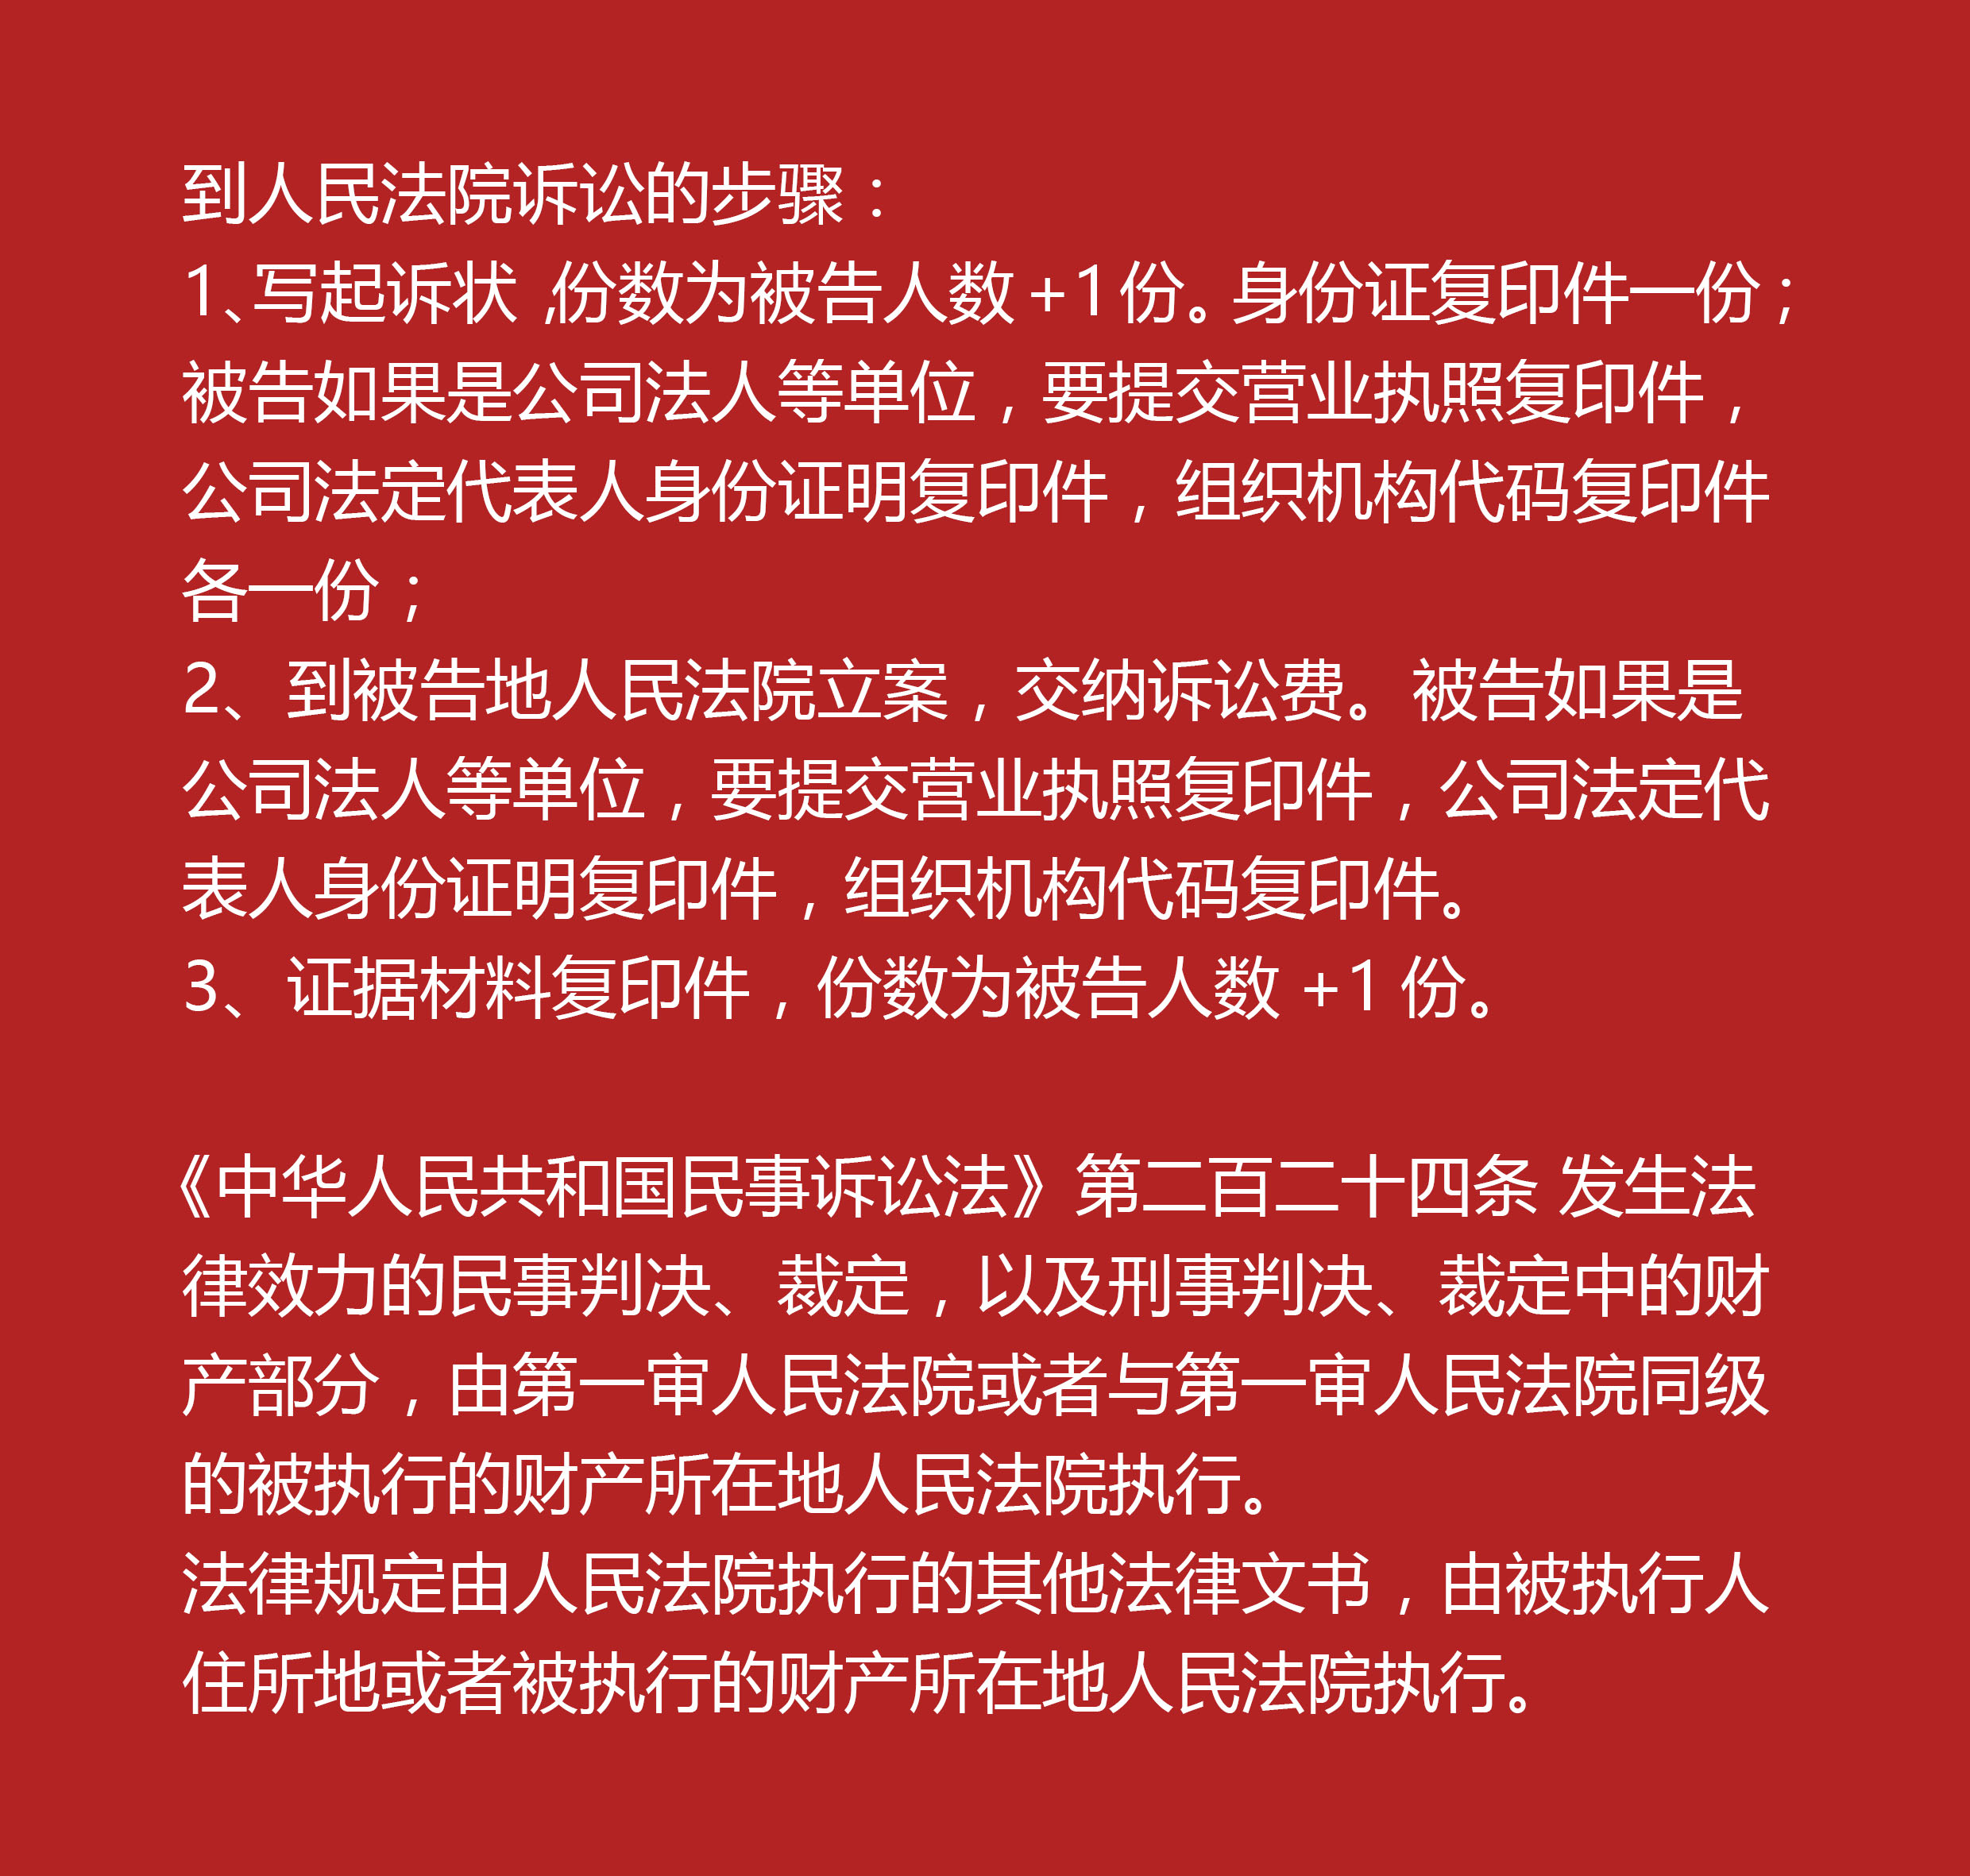 到人民法院诉讼的步骤：
1、写起诉状 ,份数为被告人数 +1 份。身份证复印件一份；
被告如果是公司法人等单位，要提交营业执照复印件，
公司法定代表人身份证明复印件，组织机构代码复印件
各一份；
2、到被告地人民法院立案，交纳诉讼费。被告如果是
公司法人等单位，要提交营业执照复印件，公司法定代
表人身份证明复印件，组织机构代码复印件。
3、证据材料复印件，份数为被告人数 +1 份。
《中华人民共和国民事诉讼法》第二百二十四条 发生法
律效力的民事判决、裁定，以及刑事判决、裁定中的财
产部分，由第一审人民法院或者与第一审人民法院同级
的被执行的财产所在地人民法院执行。
法律规定由人民法院执行的其他法律文书，由被执行人
住所地或者被执行的财产所在地人民法院执行。